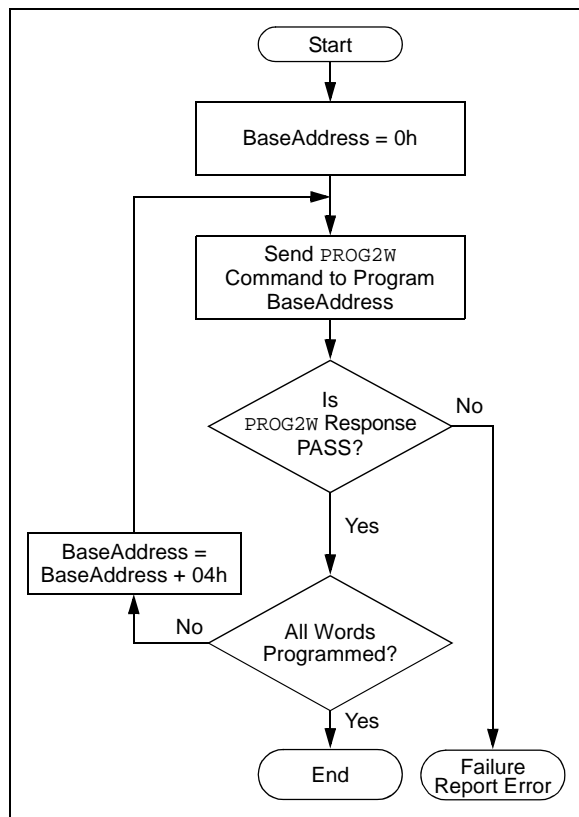 Start
BaseAddress = 0h
Send PROG2W
Command to Program
BaseAddress
Is
PROG2W Response
PASS?
No
Yes
BaseAddress =
BaseAddress + 04h
No
All Words
Programmed?
Yes
End
Failure
Report Error